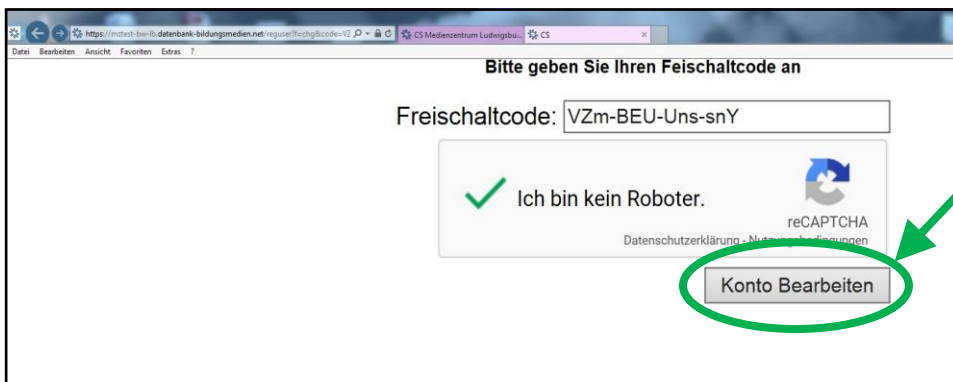 https://mztest-bw-lb.datenbank-bildungsmedien.net/reguser?f=chg&code=VZ
CS Medienzentrum Ludwigsbu...
CS
Datei Bearbeiten Ansicht Favoriten Extras ?
Bitte geben Sie Ihren Feischaltcode an
Freischaltcode: VZm-BEU-Uns-snY
Ich bin kein Roboter.
reCAPTCHA
Datenschutzerklärung - Nutzungsbedingungen
Konto Bearbeiten